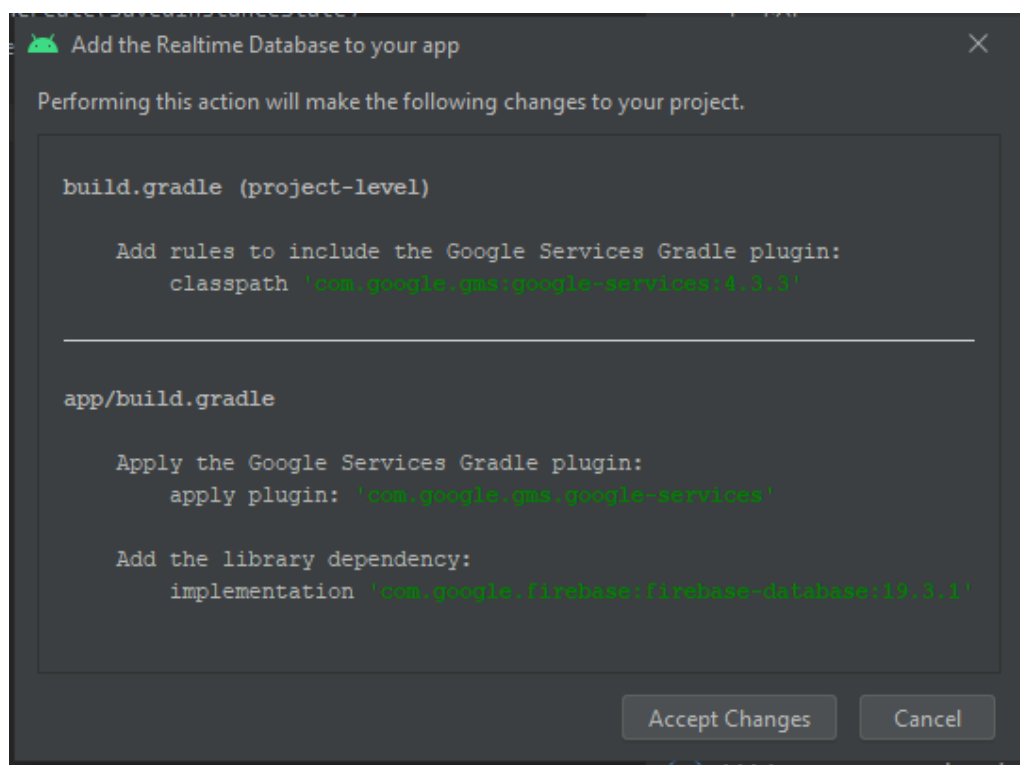 Add the Realtime Database to your app
Performing this action will make the following changes to your project.
build.gradle (project-level)
Add rules to include the Google Services Gradle plugin:
classpath 'com.google.gms:google-services:4.3.3'
app/build.gradle
Apply the Google Services Gradle plugin:
apply plugin: 'com.google.gms.google-services'
Add the library dependency:
implementation 'com.google.firebase:firebase-database:19.3.1'
Accept Changes Cancel